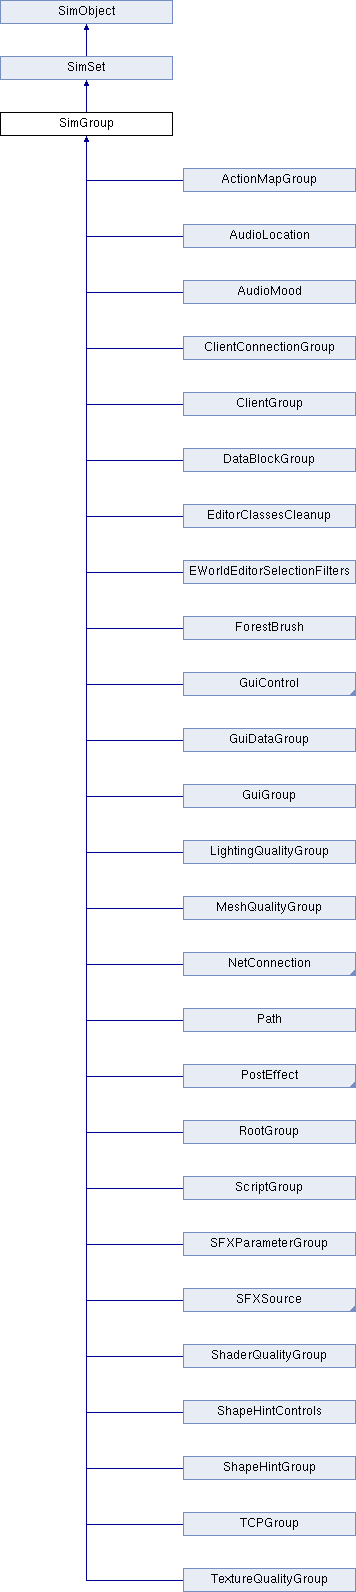 SimObject
SimSet
SimGroup
ActionMapGroup
AudioLocation
AudioMood
ClientConnectionGroup
ClientGroup
DataBlockGroup
EditorClassesCleanup
EWorldEditorSelectionFilters
ForestBrush
GuiControl
GuiDataGroup
GuiGroup
LightingQualityGroup
MeshQualityGroup
NetConnection
Path
PostEffect
RootGroup
ScriptGroup
SFXParameterGroup
SFXSource
ShaderQualityGroup
ShapeHintControls
ShapeHintGroup
TCPGroup
TextureQualityGroup